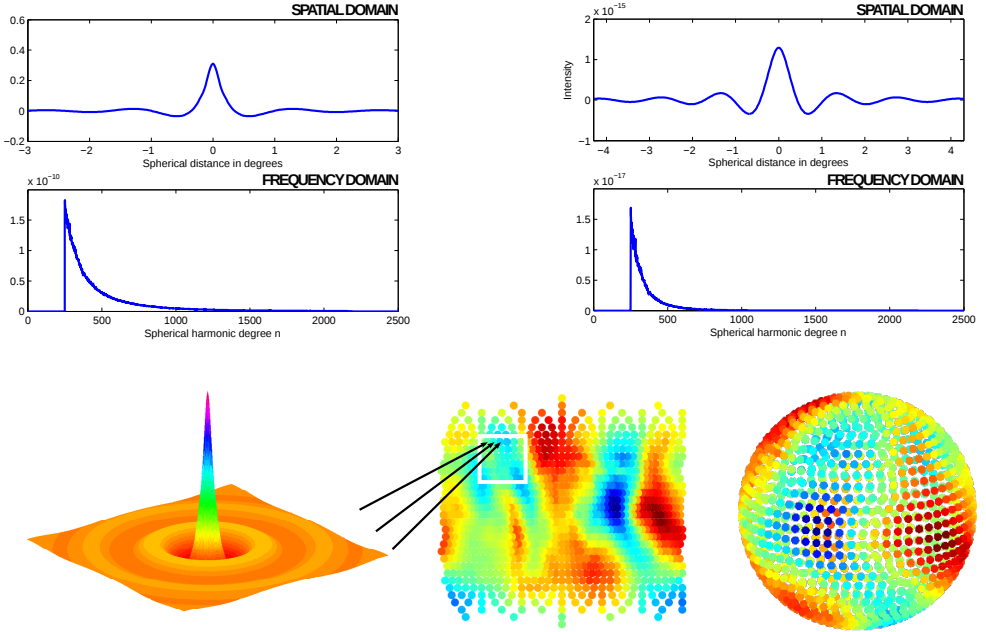 SPATIAL DOMAIN
0.6
0.4
0.2
0
−0.2
−3 −2 −1 0 1 2 3
Spherical distance in degrees
x 10⁻¹⁰
FREQUENCY DOMAIN
1.5
1
0.5
0
0 500 1000 1500 2000 2500
Spherical harmonic degree n
x 10⁻¹⁵
SPATIAL DOMAIN
2
1
0
−1
Intensity
−4 −3 −2 −1 0 1 2 3 4
Spherical distance in degrees
x 10⁻¹⁷
FREQUENCY DOMAIN
1.5
1
0.5
0
0 500 1000 1500 2000 2500
Spherical harmonic degree n